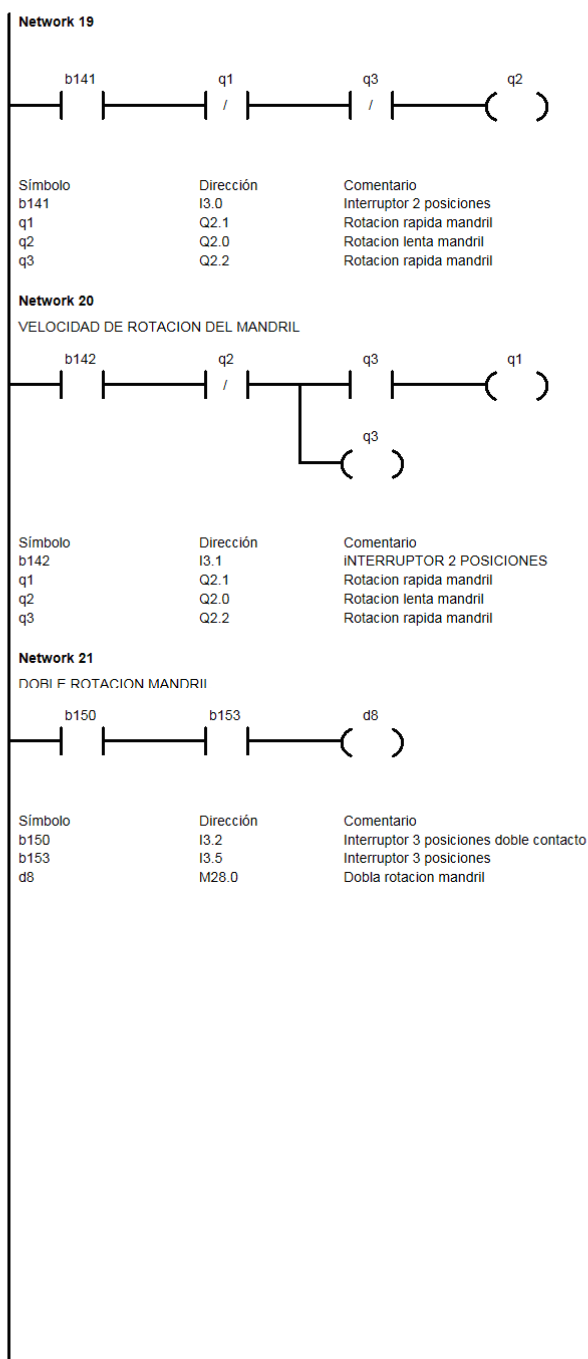 Network 19
b141 q1 q3 q2
/ /
Símbolo Dirección Comentario
b141 I3.0 Interruptor 2 posiciones
q1 Q2.1 Rotacion rapida mandril
q2 Q2.0 Rotacion lenta mandril
q3 Q2.2 Rotacion rapida mandril
Network 20
VELOCIDAD DE ROTACION DEL MANDRIL
b142 q2 q3 q1
/
q3
Símbolo Dirección Comentario
b142 I3.1 iNTERRUPTOR 2 POSICIONES
q1 Q2.1 Rotacion rapida mandril
q2 Q2.0 Rotacion lenta mandril
q3 Q2.2 Rotacion rapida mandril
Network 21
DOBLE ROTACION MANDRIL
b150 b153 d8
Símbolo Dirección Comentario
b150 I3.2 Interruptor 3 posiciones doble contacto
b153 I3.5 Interruptor 3 posiciones
d8 M28.0 Dobla rotacion mandril